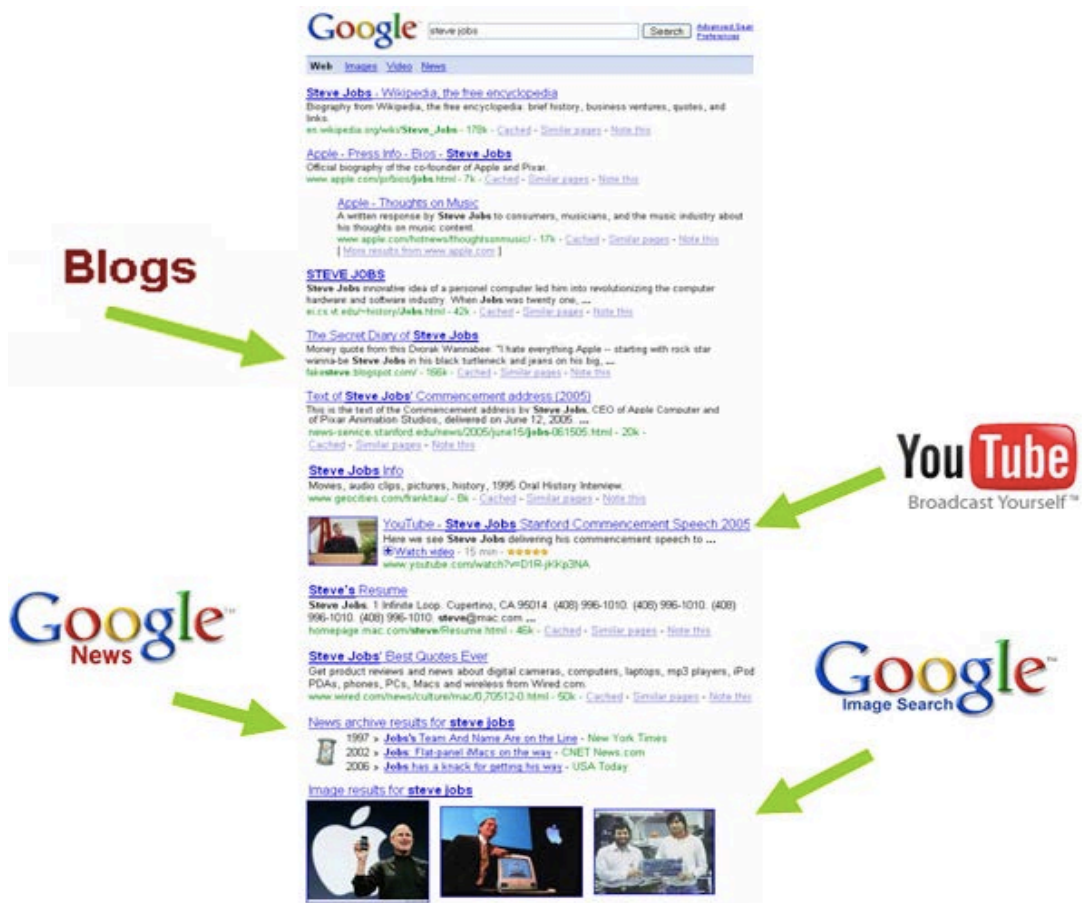 Google
steve jobs
Search
Advanced Sear
Preferences
Web Images Video News
Steve Jobs - Wikipedia, the free encyclopedia
Biography from Wikipedia, the free encyclopedia. brief history, business ventures, quotes, and
links.
en.wikipedia.org/wiki/Steve_Jobs - 178k - Cached - Similar pages - Note this
Apple - Press Info - Bios - Steve Jobs
Official biography of the co-founder of Apple and Pixar.
www.apple.com/pr/bios/jobs.html - 7k - Cached - Similar pages - Note this
Apple - Thoughts on Music
A written response by Steve Jobs to consumers, musicians, and the music industry about
his thoughts on music content.
www.apple.com/hotnews/thoughtsonmusic/ - 17k - Cached - Similar pages - Note this
[ More results from www.apple.com ]
Blogs
STEVE JOBS
Steve Jobs innovative idea of a personel computer led him into revolutionizing the computer
hardware and software industry. When Jobs was twenty one, ...
ei.cs.vt.edu/~history/Jobs.html - 42k - Cached - Similar pages - Note this
The Secret Diary of Steve Jobs
Money quote from this Dvorak Wannabee: "I hate everything Apple -- starting with rock star
wanna-be Steve Jobs in his black turtleneck and jeans on his big, ...
fakesteve.blogspot.com/ - 166k - Cached - Similar pages - Note this
Text of Steve Jobs' Commencement address (2005)
This is the text of the Commencement address by Steve Jobs, CEO of Apple Computer and
of Pixar Animation Studios, delivered on June 12, 2005. ...
news-service.stanford.edu/news/2005/june15/jobs-061505.html - 20k -
Cached - Similar pages - Note this
Steve Jobs Info
Movies, audio clips, pictures, history, 1995 Oral History Interview.
www.geocities.com/franktau/ - 8k - Cached - Similar pages - Note this
YouTube
Broadcast Yourself™
YouTube - Steve Jobs Stanford Commencement Speech 2005
Here we see Steve Jobs delivering his commencement speech to ...
Watch video - 15 min -
www.youtube.com/watch?v=D1R-jKKp3NA
Steve's Resume
Steve Jobs. 1 Infinite Loop. Cupertino, CA 95014. (408) 996-1010. (408) 996-1010. (408)
996-1010. (408) 996-1010. steve@mac.com ...
homepage.mac.com/steve/Resume.html - 46k - Cached - Similar pages - Note this
Google™
News
Steve Jobs' Best Quotes Ever
Get product reviews and news about digital cameras, computers, laptops, mp3 players, iPod
PDAs, phones, PCs, Macs and wireless from Wired.com.
www.wired.com/news/culture/mac/0,70512-0.html - 50k - Cached - Similar pages - Note this
Google™
Image Search
News archive results for steve jobs
1997 » Jobs's Team And Name Are on the Line - New York Times
2002 » Jobs: Flat-panel iMacs on the way - CNET News.com
2006 » Jobs has a knack for getting his way - USA Today
Image results for steve jobs